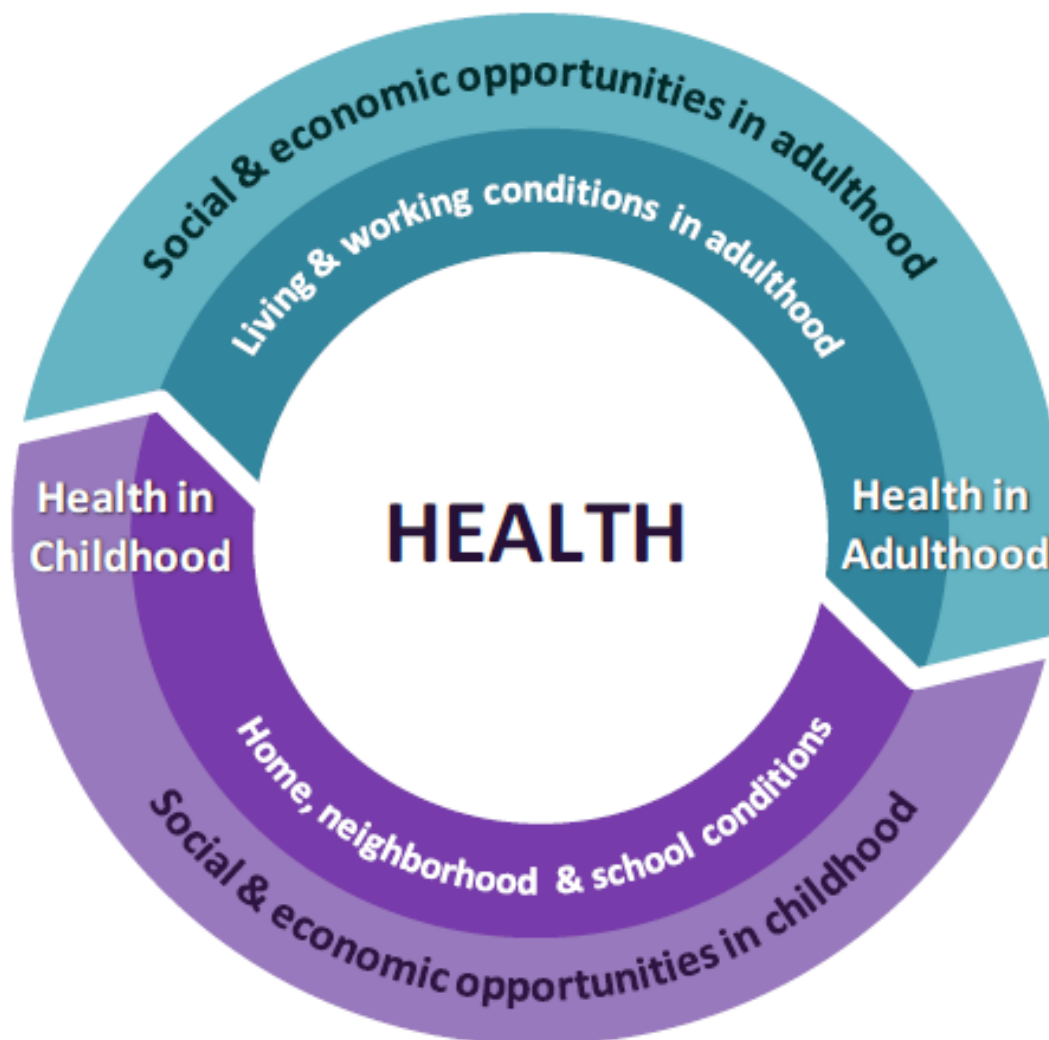 Social & economic opportunities in adulthood
Living & working conditions in adulthood
Health in
Childhood
HEALTH
Health in
Adulthood
Home, neighborhood & school conditions
Social & economic opportunities in childhood